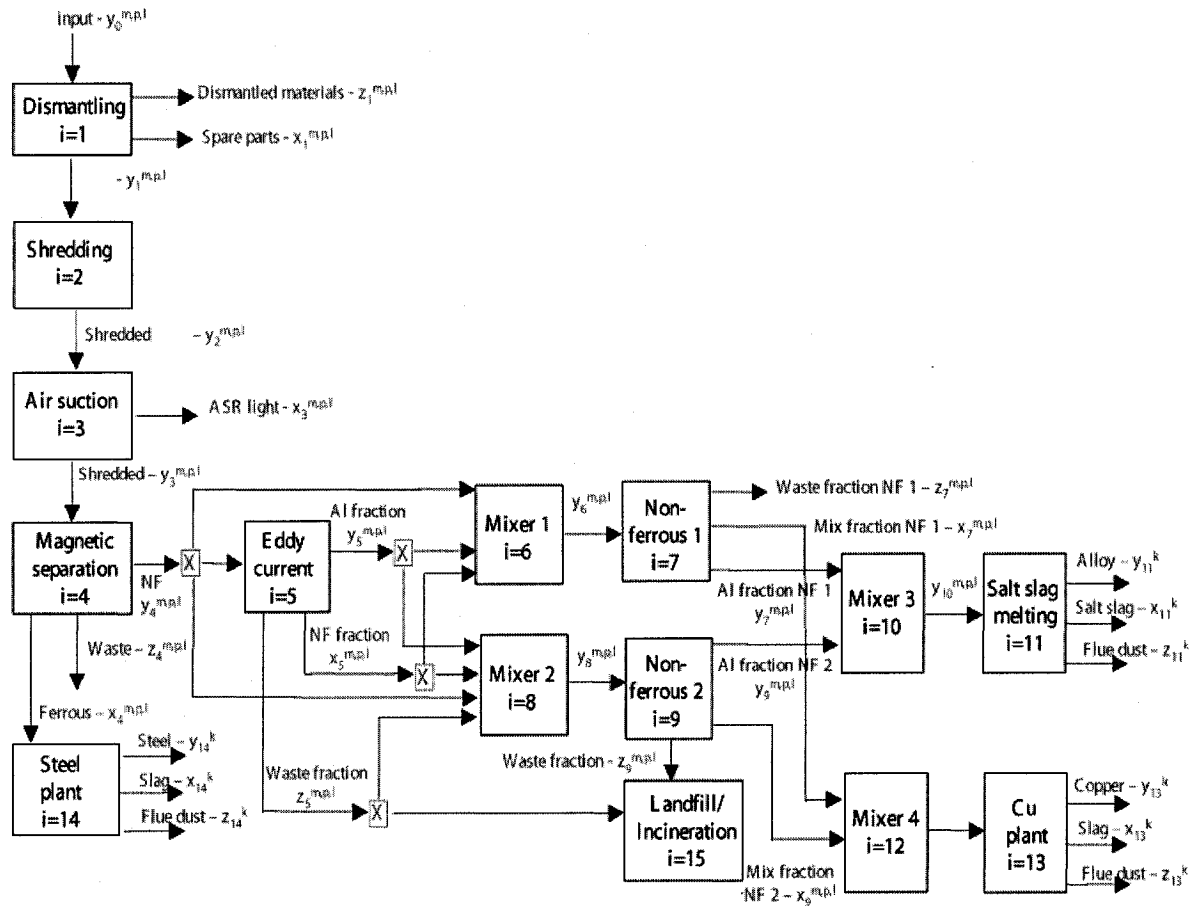 Input - y₀ᵐ·ᵖ·ˡ
Dismantling
i=1
Dismantled materials - z₁ᵐ·ᵖ·ˡ
Spare parts - x₁ᵐ·ᵖ·ˡ
- y₁ᵐ·ᵖ·ˡ
Shredding
i=2
Shredded - y₂ᵐ·ᵖ·ˡ
Air suction
i=3
ASR light - x₃ᵐ·ᵖ·ˡ
Shredded – y₃ᵐ·ᵖ·ˡ
Magnetic
separation
i=4
NF
y₄ᵐ·ᵖ·ˡ
X
Waste – z₄ᵐ·ᵖ·ˡ
Ferrous – x₄ᵐ·ᵖ·ˡ
Steel
plant
i=14
Steel – y₁₄ᵏ
Slag – x₁₄ᵏ
Flue dust – z₁₄ᵏ
Eddy
current
i=5
Al fraction
y₅ᵐ·ᵖ·ˡ
X
NF fraction
x₅ᵐ·ᵖ·ˡ
X
Waste fraction
z₅ᵐ·ᵖ·ˡ
X
Mixer 1
i=6
y₆ᵐ·ᵖ·ˡ
Non-
ferrous 1
i=7
Waste fraction NF 1 – z₇ᵐ·ᵖ·ˡ
Mix fraction NF 1 – x₇ᵐ·ᵖ·ˡ
Al fraction NF 1
y₇ᵐ·ᵖ·ˡ
Mixer 2
i=8
y₈ᵐ·ᵖ·ˡ
Non-
ferrous 2
i=9
Al fraction NF 2
y₉ᵐ·ᵖ·ˡ
Waste fraction - z₉ᵐ·ᵖ·ˡ
Landfill/
Incineration
i=15
Mix fraction
NF 2 – x₉ᵐ·ᵖ·ˡ
Mixer 3
i=10
y₁₀ᵐ·ᵖ·ˡ
Salt slag
melting
i=11
Alloy – y₁₁ᵏ
Salt slag – x₁₁ᵏ
Flue dust – z₁₁ᵏ
Mixer 4
i=12
Cu
plant
i=13
Copper – y₁₃ᵏ
Slag – x₁₃ᵏ
Flue dust – z₁₃ᵏ